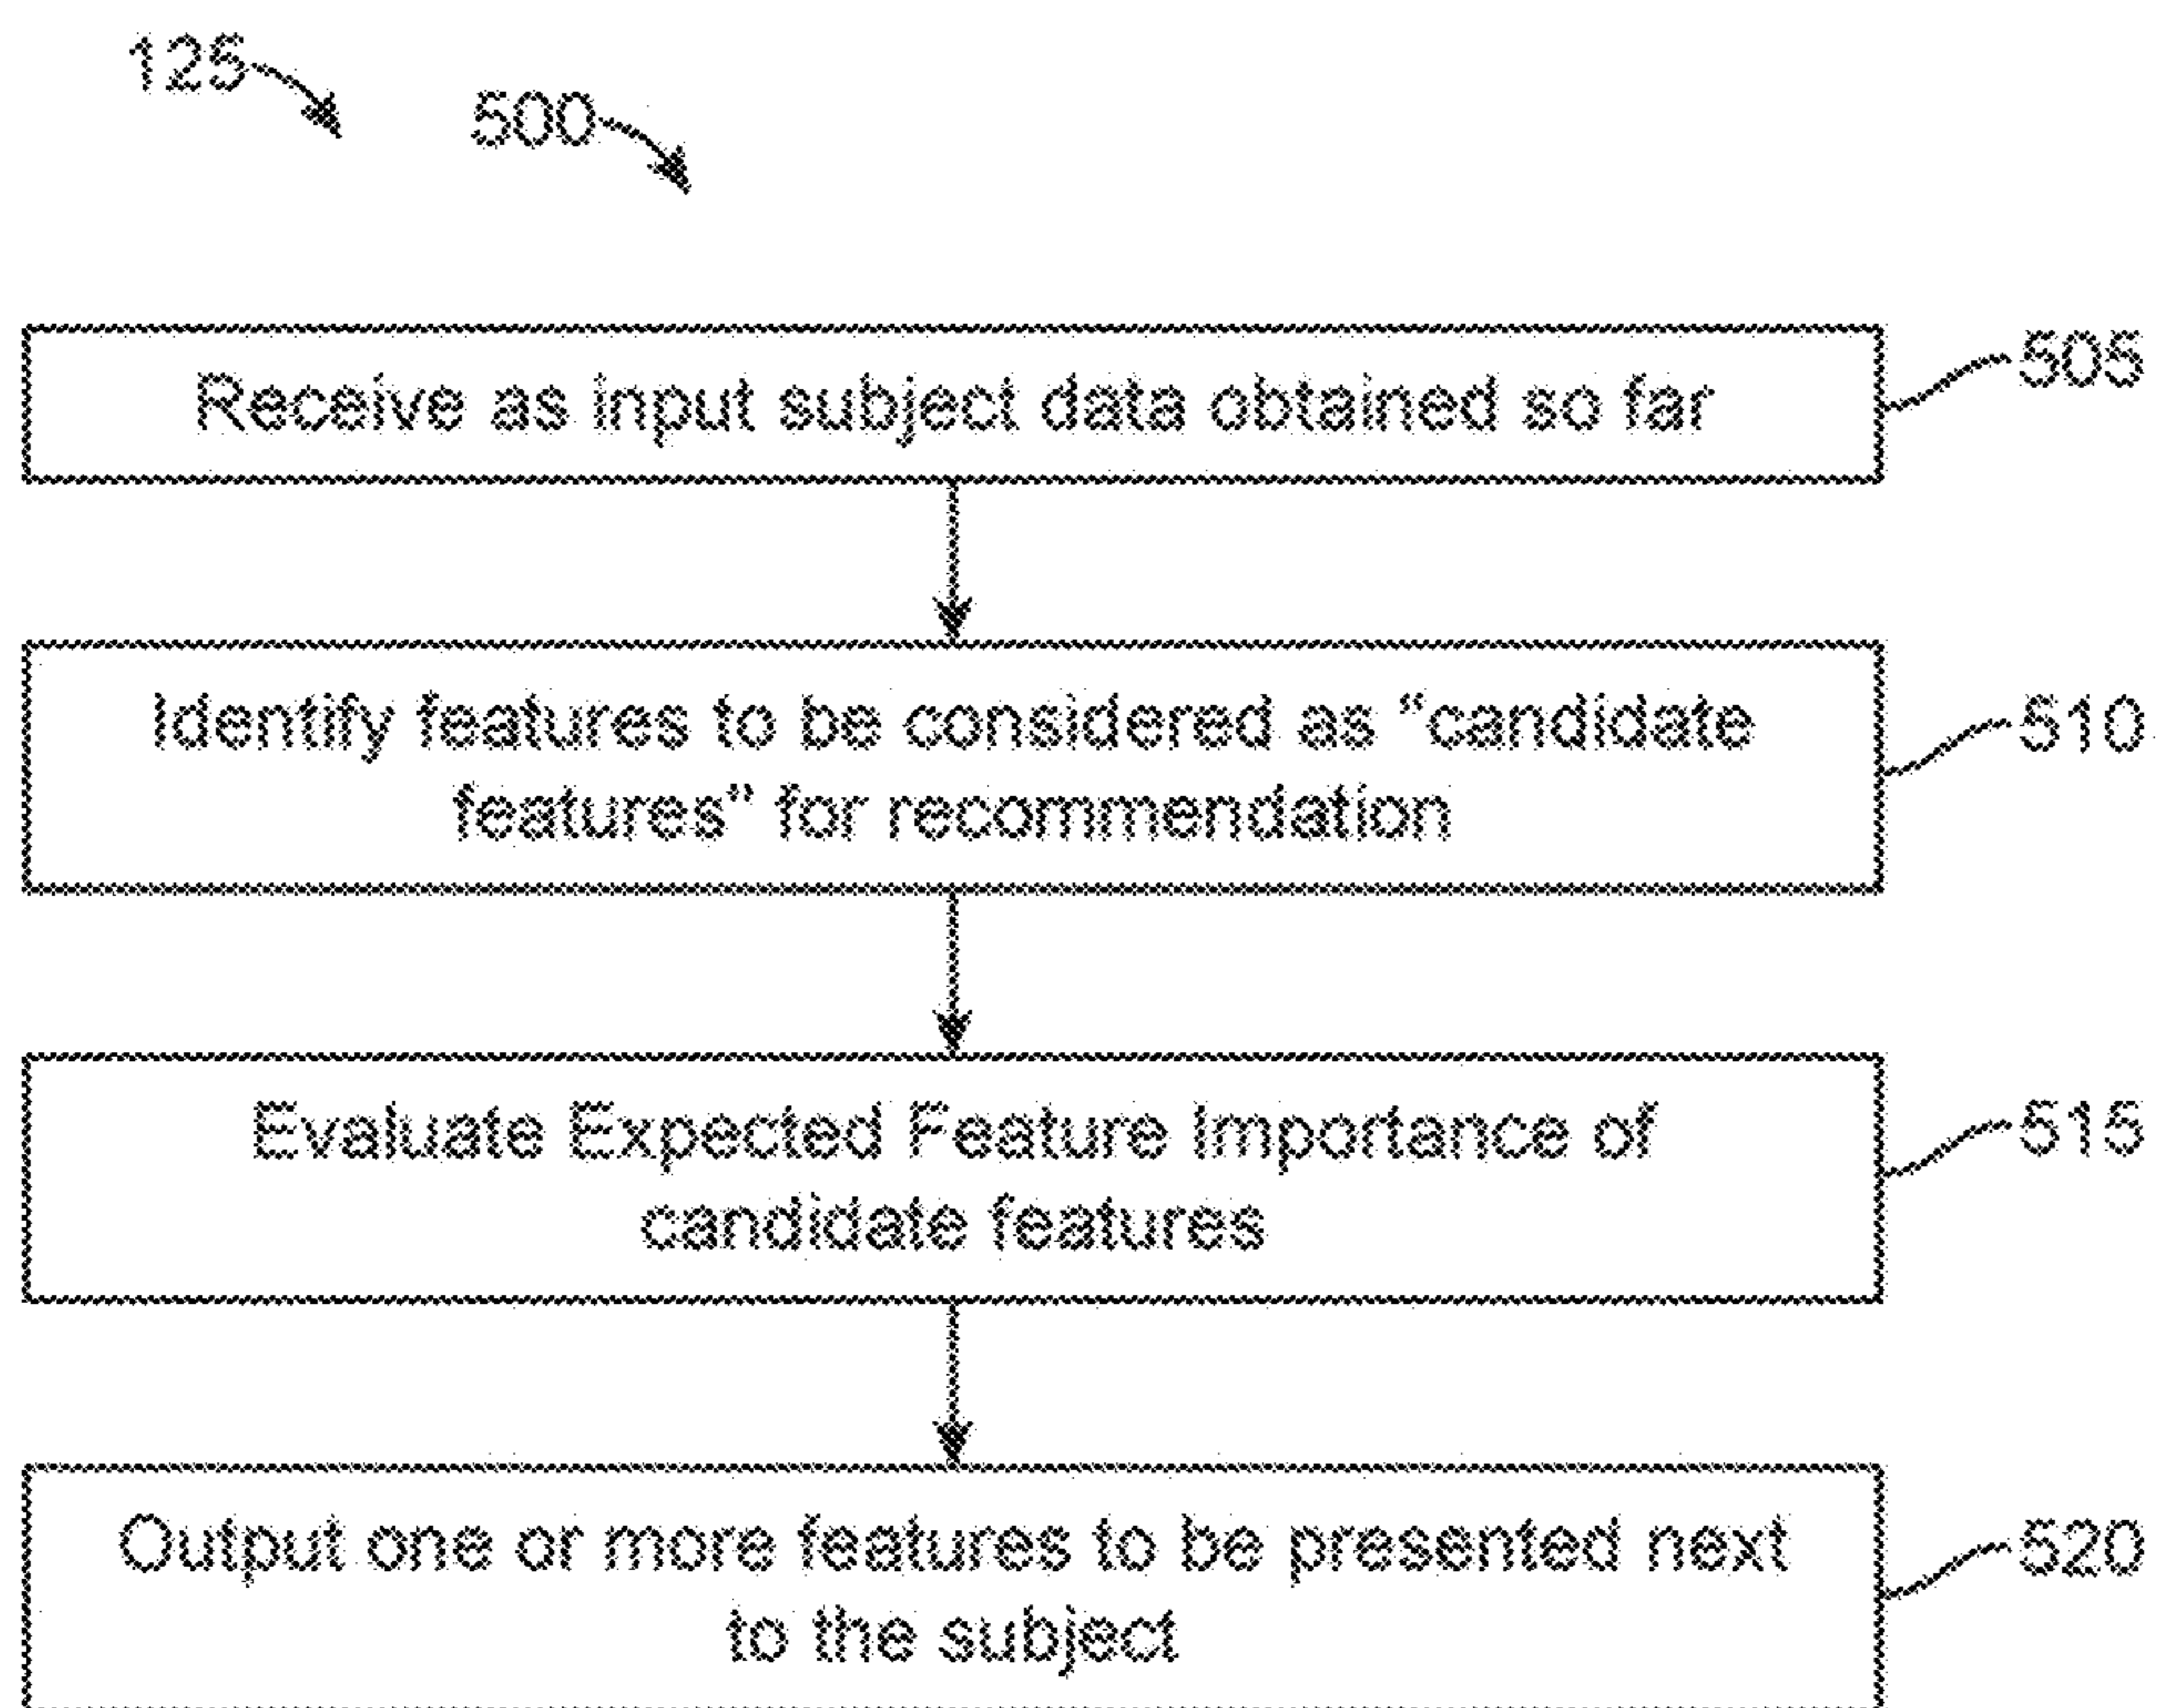 125
500
Receive as input subject data obtained so far
505
Identify features to be considered as “candidate
features” for recommendation
510
Evaluate Expected Feature Importance of
candidate features
515
Output one or more features to be presented next
to the subject
520